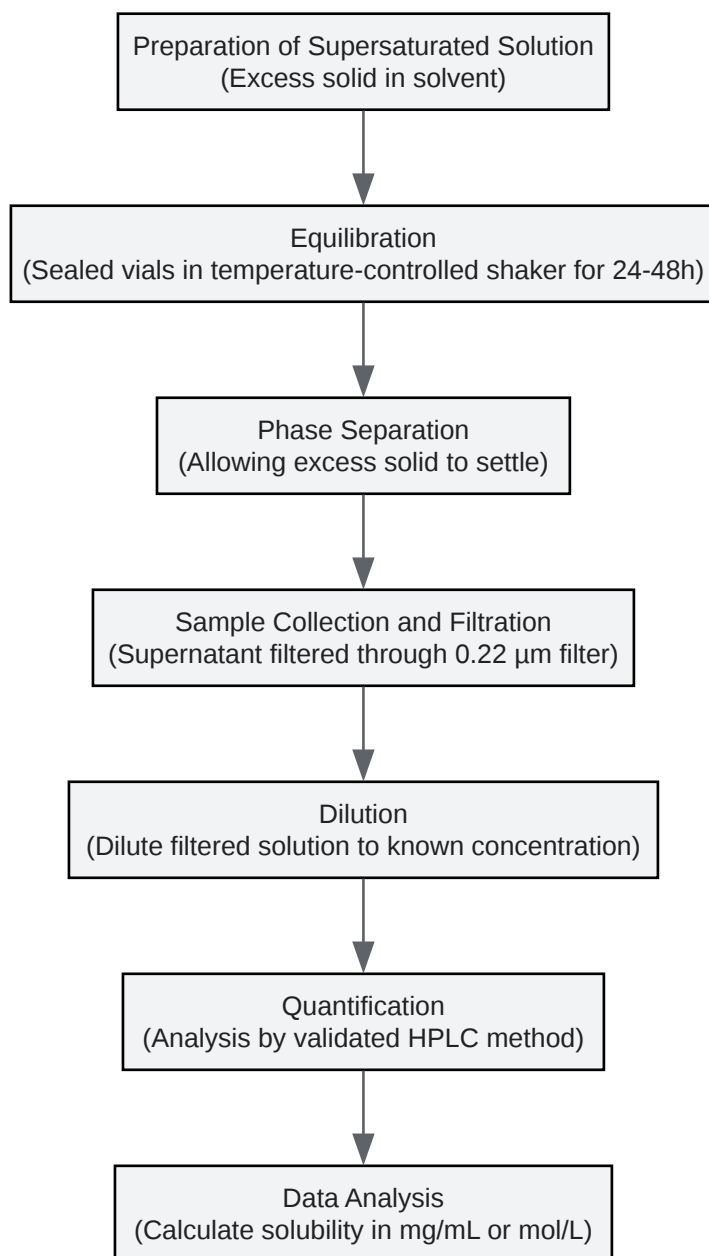 Preparation of Supersaturated Solution
(Excess solid in solvent)
Equilibration
(Sealed vials in temperature-controlled shaker for 24-48h)
Phase Separation
(Allowing excess solid to settle)
Sample Collection and Filtration
(Supernatant filtered through 0.22 µm filter)
Dilution
(Dilute filtered solution to known concentration)
Quantification
(Analysis by validated HPLC method)
Data Analysis
(Calculate solubility in mg/mL or mol/L)